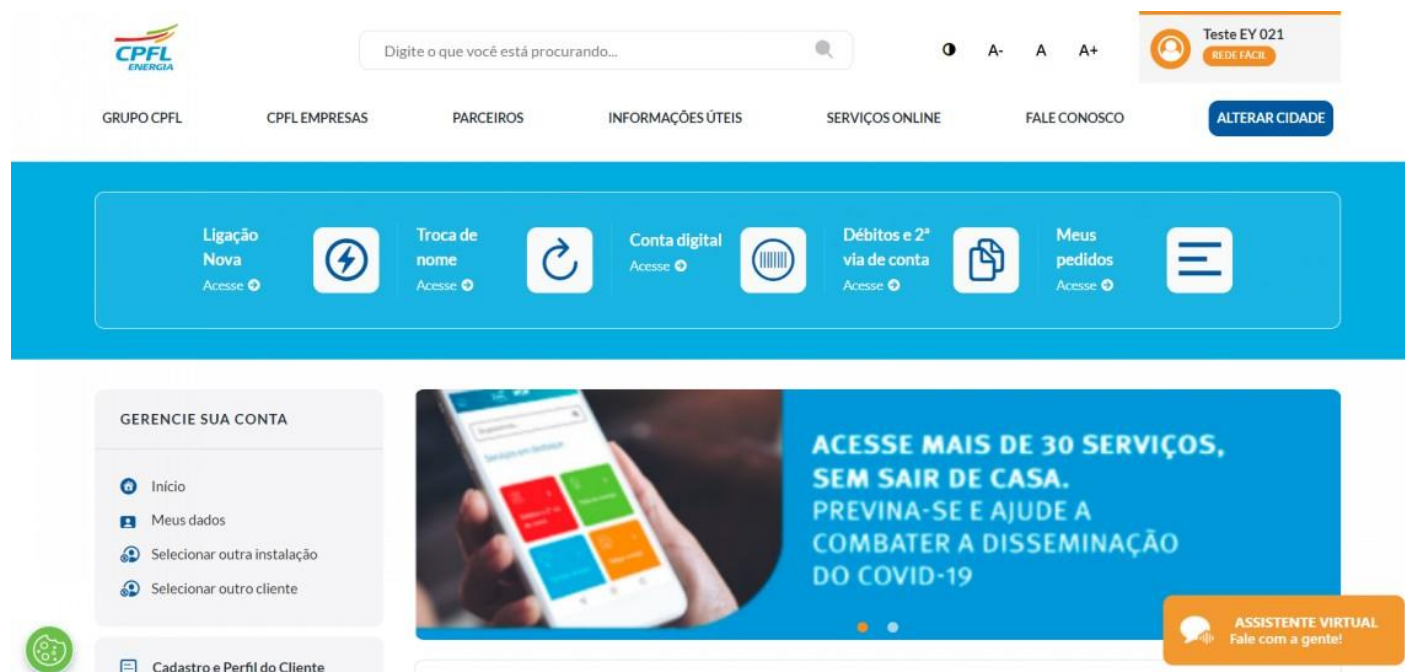 CPFL
ENERGIA
Digite o que você está procurando...
A-
A
A+
Teste EY 021
REDE FÁCIL
GRUPO CPFL
CPFL EMPRESAS
PARCEIROS
INFORMAÇÕES ÚTEIS
SERVIÇOS ONLINE
FALE CONOSCO
ALTERAR CIDADE
Ligação
Nova
Acesse
Troca de
nome
Acesse
Conta digital
Acesse
Débitos e 2ª
via de conta
Acesse
Meus
pedidos
Acesse
GERENCIE SUA CONTA
Início
Meus dados
Selecionar outra instalação
Selecionar outro cliente
Cadastro e Perfil do Cliente
Serviços em destaque
ACESSE MAIS DE 30 SERVIÇOS,
SEM SAIR DE CASA.
PREVINA-SE E AJUDE A
COMBATER A DISSEMINAÇÃO
DO COVID-19
ASSISTENTE VIRTUAL
Fale com a gente!